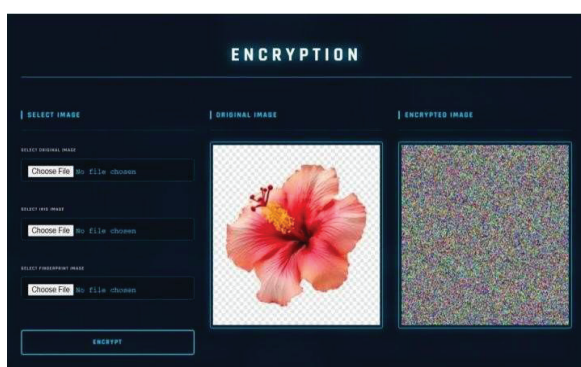 ENCRYPTION
SELECT IMAGE
SELECT ORIGINAL IMAGE
Choose File No file chosen
SELECT IRIS IMAGE
Choose File No file chosen
SELECT FINGERPRINT IMAGE
Choose File No file chosen
ENCRYPT
ORIGINAL IMAGE
ENCRYPTED IMAGE